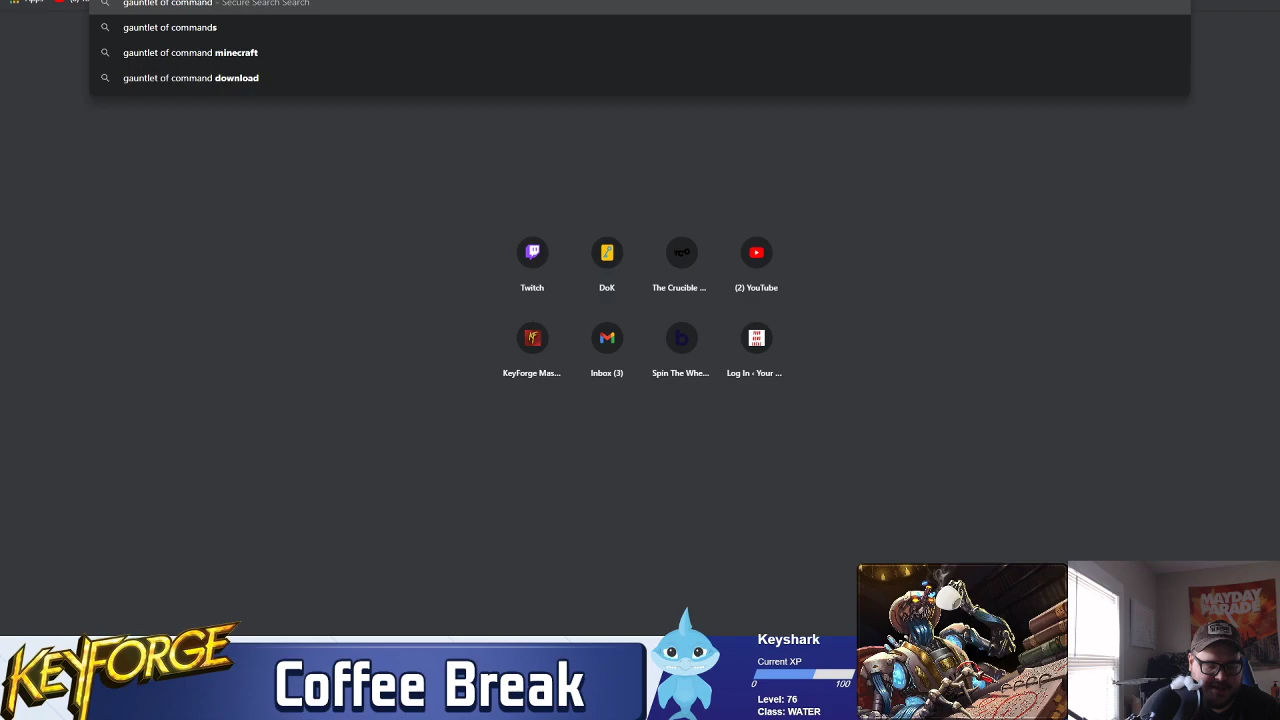 gauntlet of command - Secure Search Search
gauntlet of commands
gauntlet of command minecraft
gauntlet of command download
Twitch
DoK
The Crucible ...
(2) YouTube
KeyForge Mas...
Inbox (3)
Spin The Whe...
Log In ‹ Your ...
KEYFORGE
Coffee Break
Keyshark
Current XP
0 100
Level: 76
Class: WATER
MAYDAY
PARADE